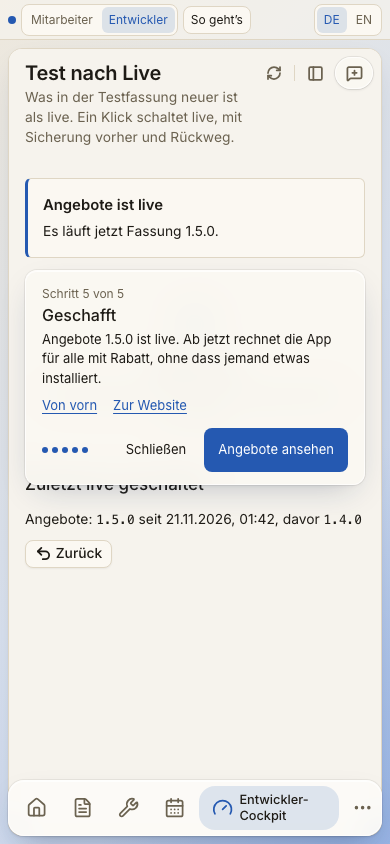 Mitarbeiter Entwickler So geht's DE EN
Test nach Live
Was in der Testfassung neuer ist
als live. Ein Klick schaltet live, mit
Sicherung vorher und Rückweg.
Angebote ist live
Es läuft jetzt Fassung 1.5.0.
Schritt 5 von 5
Geschafft
Angebote 1.5.0 ist live. Ab jetzt rechnet die App
für alle mit Rabatt, ohne dass jemand etwas
installiert.
Von vorn Zur Website
Schließen Angebote ansehen
Zuletzt live geschaltet
Angebote: 1.5.0 seit 21.11.2026, 01:42, davor 1.4.0
Zurück
Entwickler-
Cockpit